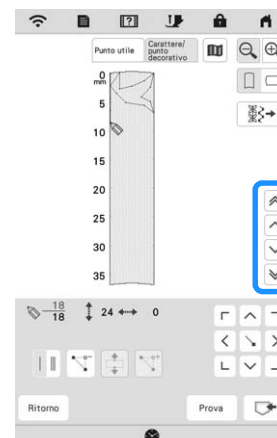 Punto utile
Carattere/
punto
decorativo
0
mm
5
10
15
20
25
30
35
18
18
24
0
Ritorno
Prova